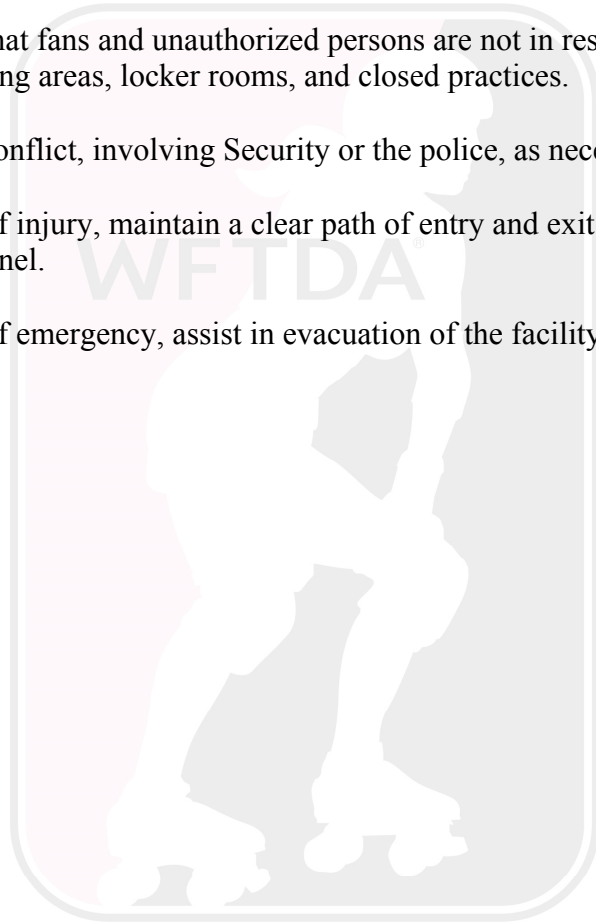 hat fans and unauthorized persons are not in res
ng areas, locker rooms, and closed practices.
onflict, involving Security or the police, as nece
f injury, maintain a clear path of entry and exit
nel.
WFTDA®
f emergency, assist in evacuation of the facility